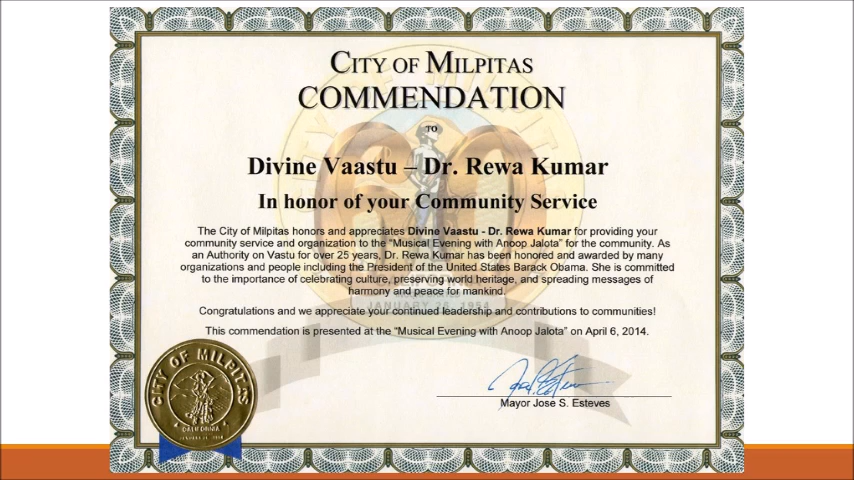 CITY OF MILPITAS
COMMENDATION
TO
Divine Vaastu – Dr. Rewa Kumar
In honor of your Community Service
The City of Milpitas honors and appreciates Divine Vaastu - Dr. Rewa Kumar for providing your
community service and organization to the “Musical Evening with Anoop Jalota” for the community. As
an Authority on Vastu for over 25 years, Dr. Rewa Kumar has been honored and awarded by many
organizations and people including the President of the United States Barack Obama. She is committed
to the importance of celebrating culture, preserving world heritage, and spreading messages of
harmony and peace for mankind.
JANUARY 26, 1954
Congratulations and we appreciate your continued leadership and contributions to communities!
This commendation is presented at the “Musical Evening with Anoop Jalota” on April 6, 2014.
Mayor Jose S. Esteves
CITY OF MILPITAS
CALIFORNIA